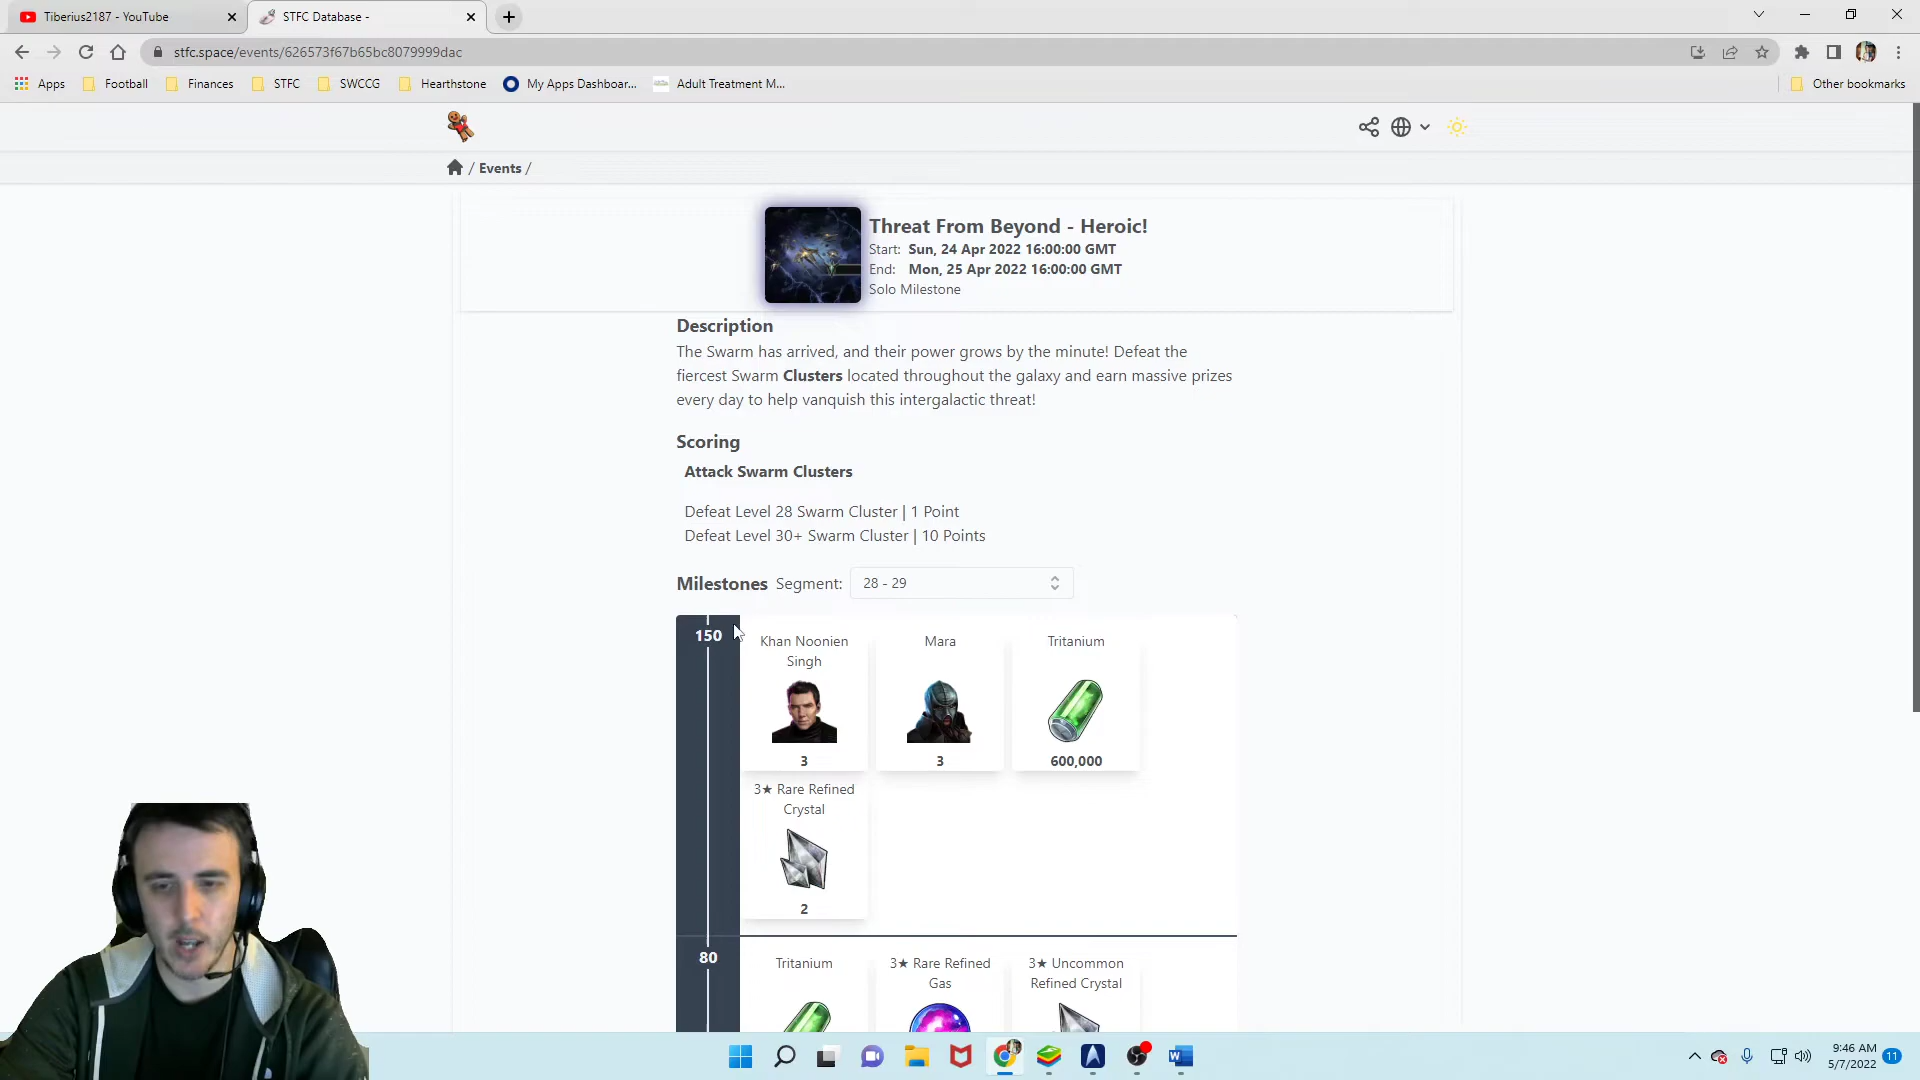 Tiberius2187 - YouTube
STFC Database -
stfc.space/events/626573f67b65bc8079999dac
Apps
Football
Finances
STFC
SWCCG
Hearthstone
My Apps Dashboar...
Adult Treatment M...
Other bookmarks
/ Events /
Threat From Beyond - Heroic!
Start: Sun, 24 Apr 2022 16:00:00 GMT
End: Mon, 25 Apr 2022 16:00:00 GMT
Solo Milestone
Description
The Swarm has arrived, and their power grows by the minute! Defeat the
fiercest Swarm Clusters located throughout the galaxy and earn massive prizes
every day to help vanquish this intergalactic threat!
Scoring
Attack Swarm Clusters
Defeat Level 28 Swarm Cluster | 1 Point
Defeat Level 30+ Swarm Cluster | 10 Points
Milestones Segment: 28 - 29
150
Khan Noonien
Singh
3
Mara
3
Tritanium
600,000
3★ Rare Refined
Crystal
2
80
Tritanium
3★ Rare Refined
Gas
3★ Uncommon
Refined Crystal
9:46 AM
5/7/2022
11